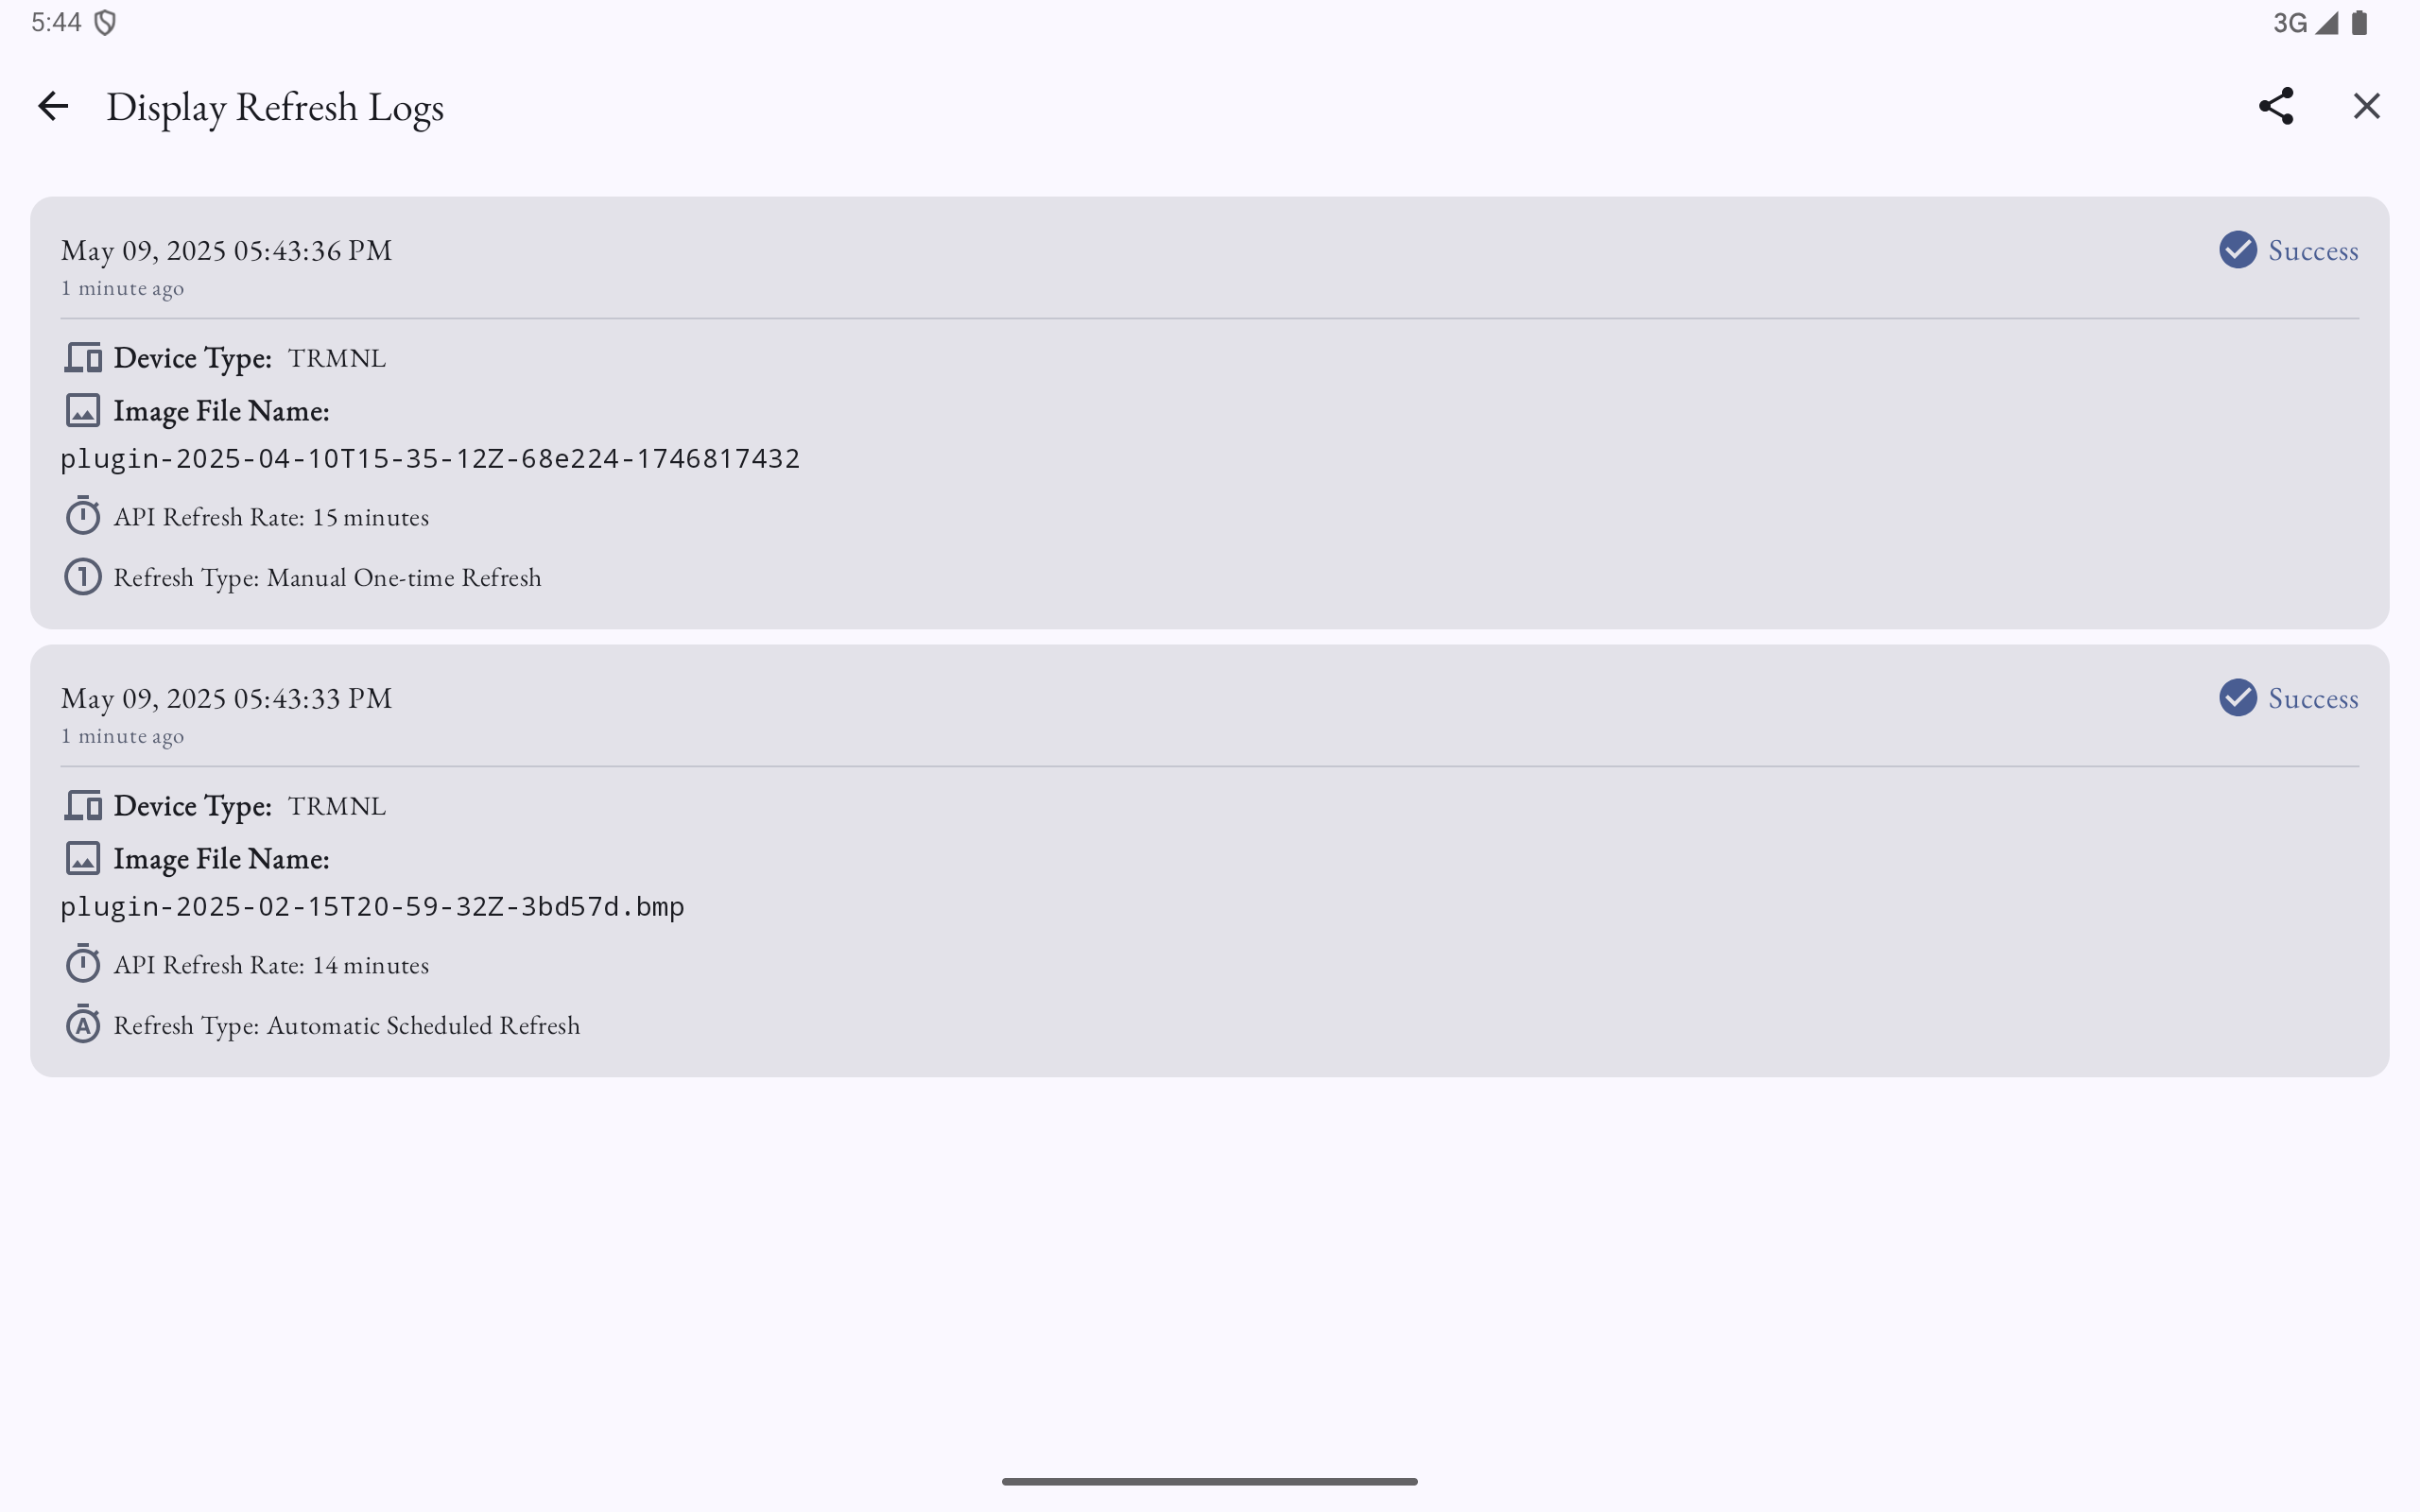 5:44
3G
Display Refresh Logs
May 09, 2025 05:43:36 PM
Success
1 minute ago
Device Type: TRMNL
Image File Name:
plugin-2025-04-10T15-35-12Z-68e224-1746817432
API Refresh Rate: 15 minutes
1 Refresh Type: Manual One-time Refresh
May 09, 2025 05:43:33 PM
Success
1 minute ago
Device Type: TRMNL
Image File Name:
plugin-2025-02-15T20-59-32Z-3bd57d.bmp
API Refresh Rate: 14 minutes
A Refresh Type: Automatic Scheduled Refresh